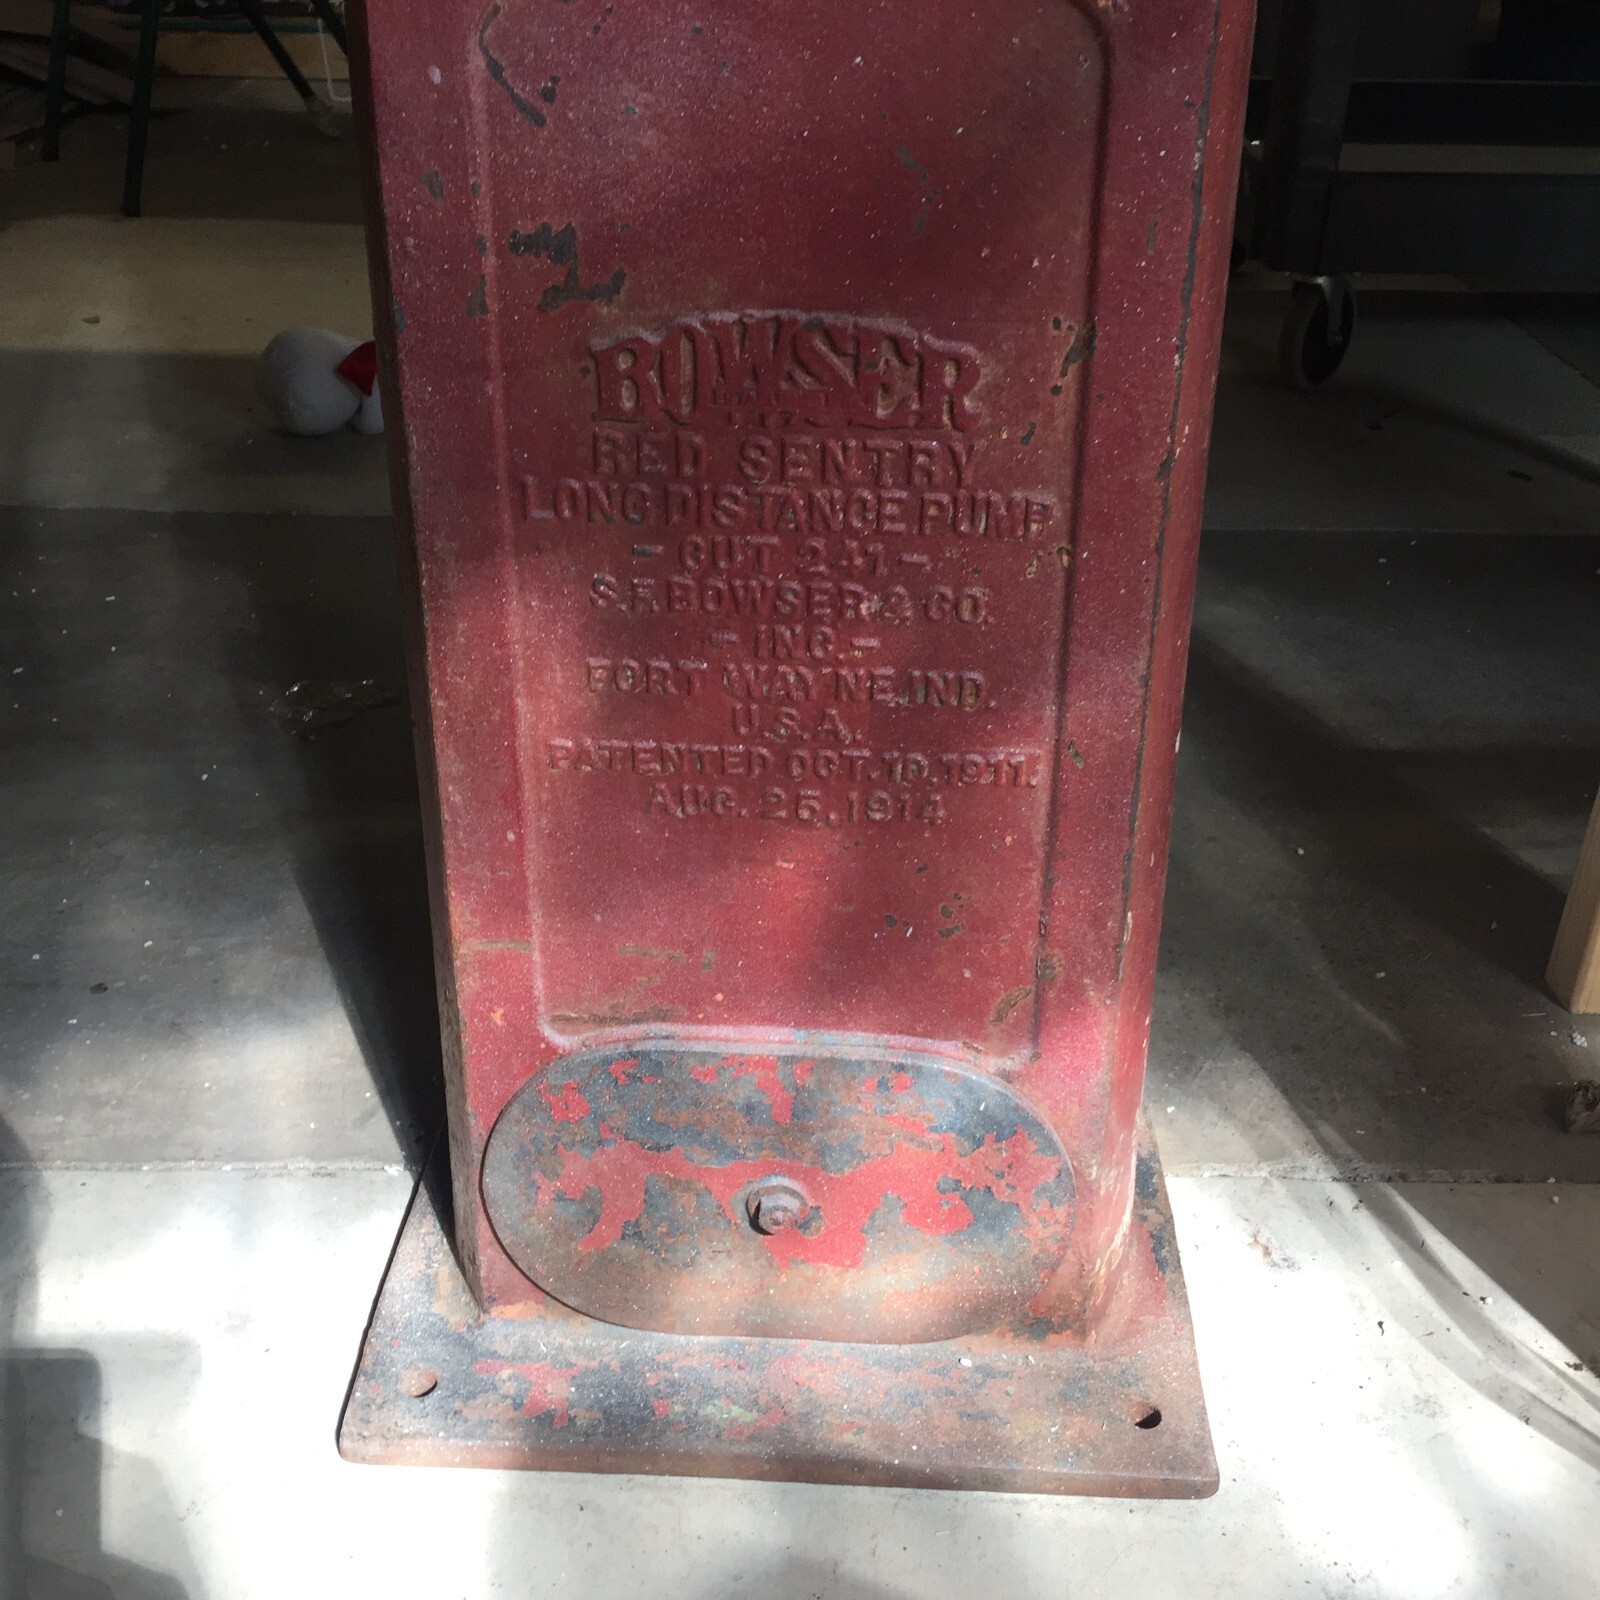 BOWSER
RED SENTRY
LONG DISTANCE PUMP
- CUT 241 -
S.F. BOWSER & CO.
- INC. -
FORT WAYNE, IND.
U.S.A.
PATENTED OCT. 10, 1911.
AUG. 25, 1914